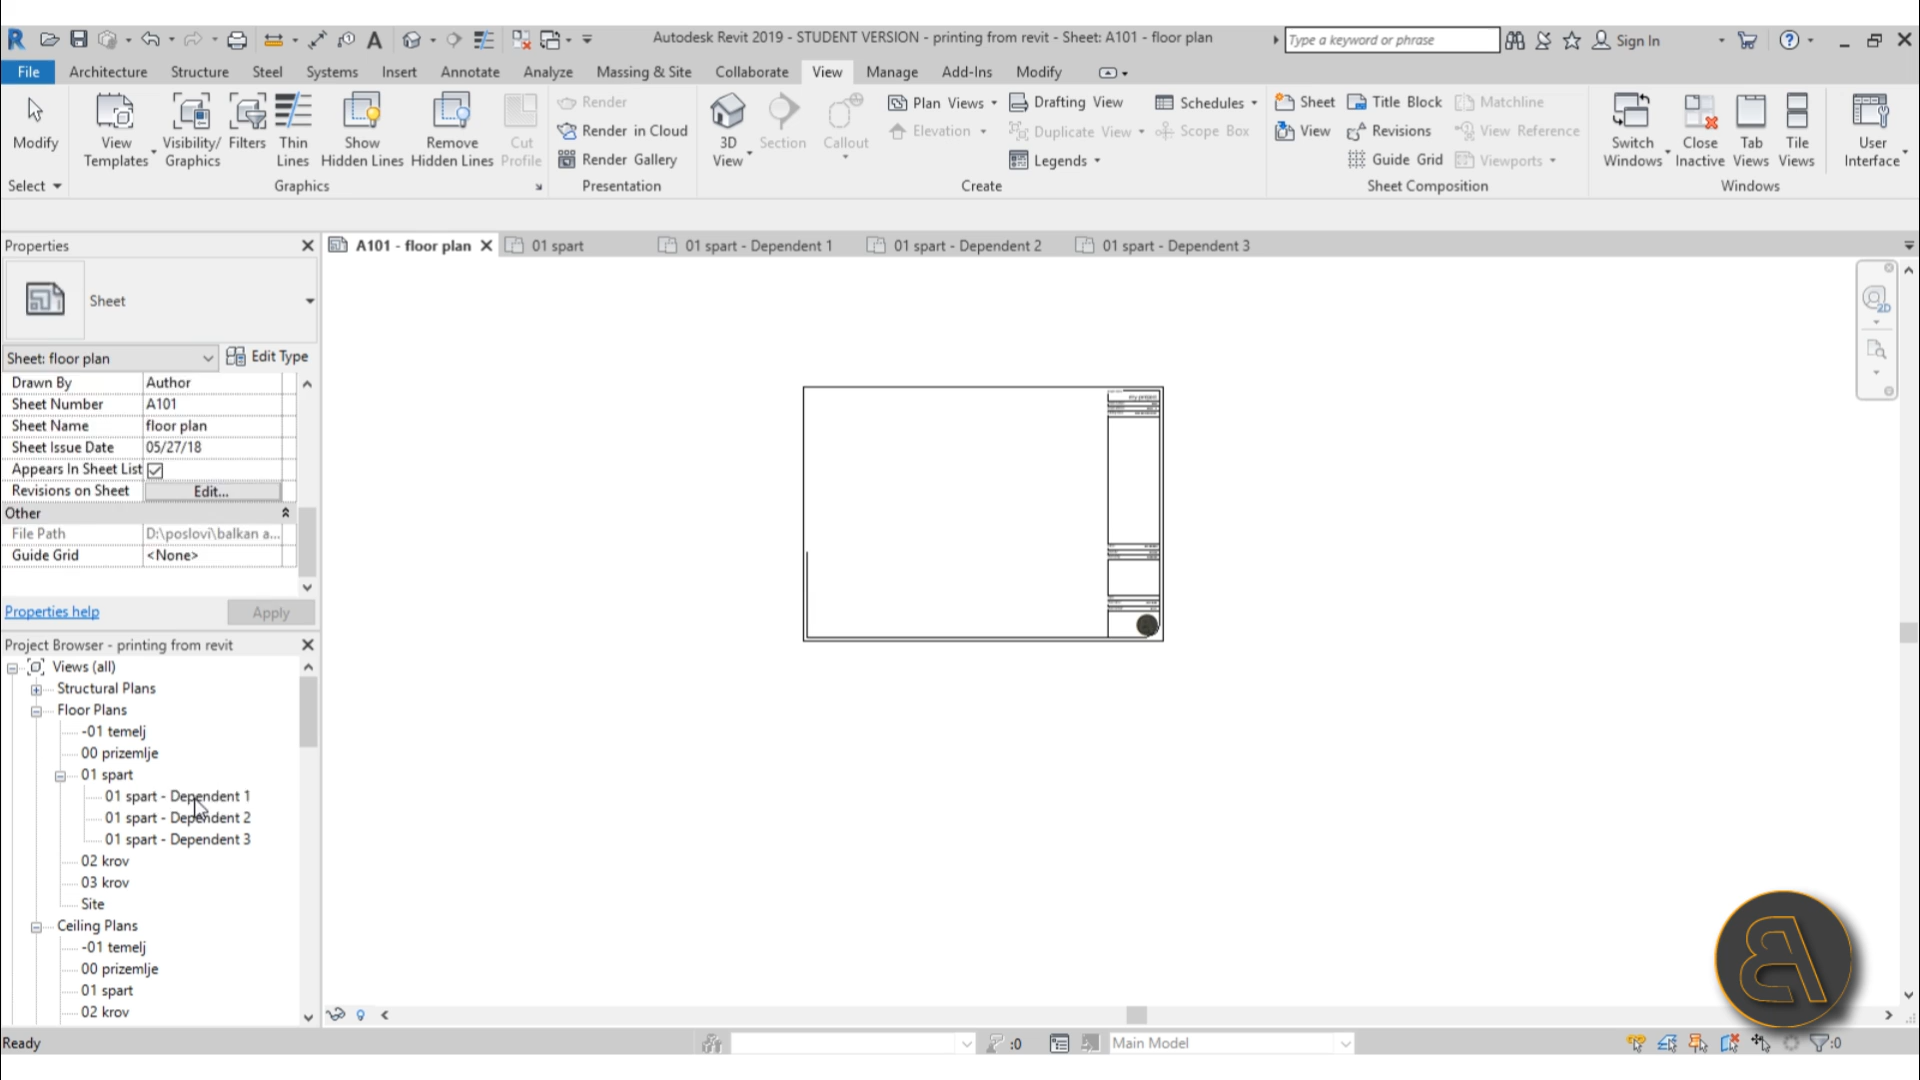 Autodesk Revit 2019 - STUDENT VERSION - printing from revit - Sheet: A101 - floor plan
Type a keyword or phrase
Sign In
File Architecture Structure Steel Systems Insert Annotate Analyze Massing & Site Collaborate View Manage Add-Ins Modify
Modify
View Templates
Visibility/ Graphics
Filters
Thin Lines
Show Hidden Lines
Remove Hidden Lines
Cut Profile
Render
Render in Cloud
Render Gallery
3D View
Section
Callout
Plan Views
Elevation
Drafting View
Duplicate View
Legends
Schedules
Scope Box
Sheet
View
Title Block
Revisions
Guide Grid
Matchline
View Reference
Viewports
Switch Windows
Close Inactive
Tab Views
Tile Views
User Interface
Select Graphics Presentation Create Sheet Composition Windows
Properties
A101 - floor plan 01 spart 01 spart - Dependent 1 01 spart - Dependent 2 01 spart - Dependent 3
Sheet
Sheet: floor plan Edit Type
Drawn By Author
Sheet Number A101
Sheet Name floor plan
Sheet Issue Date 05/27/18
Appears In Sheet List
Revisions on Sheet Edit...
Other
File Path D:\poslovi\balkan a...
Guide Grid <None>
Properties help Apply
Project Browser - printing from revit
Views (all)
Structural Plans
Floor Plans
-01 temelj
00 prizemlje
01 spart
01 spart - Dependent 1
01 spart - Dependent 2
01 spart - Dependent 3
02 krov
03 krov
Site
Ceiling Plans
-01 temelj
00 prizemlje
01 spart
02 krov
my project
2D
Ready
:0
Main Model
:0